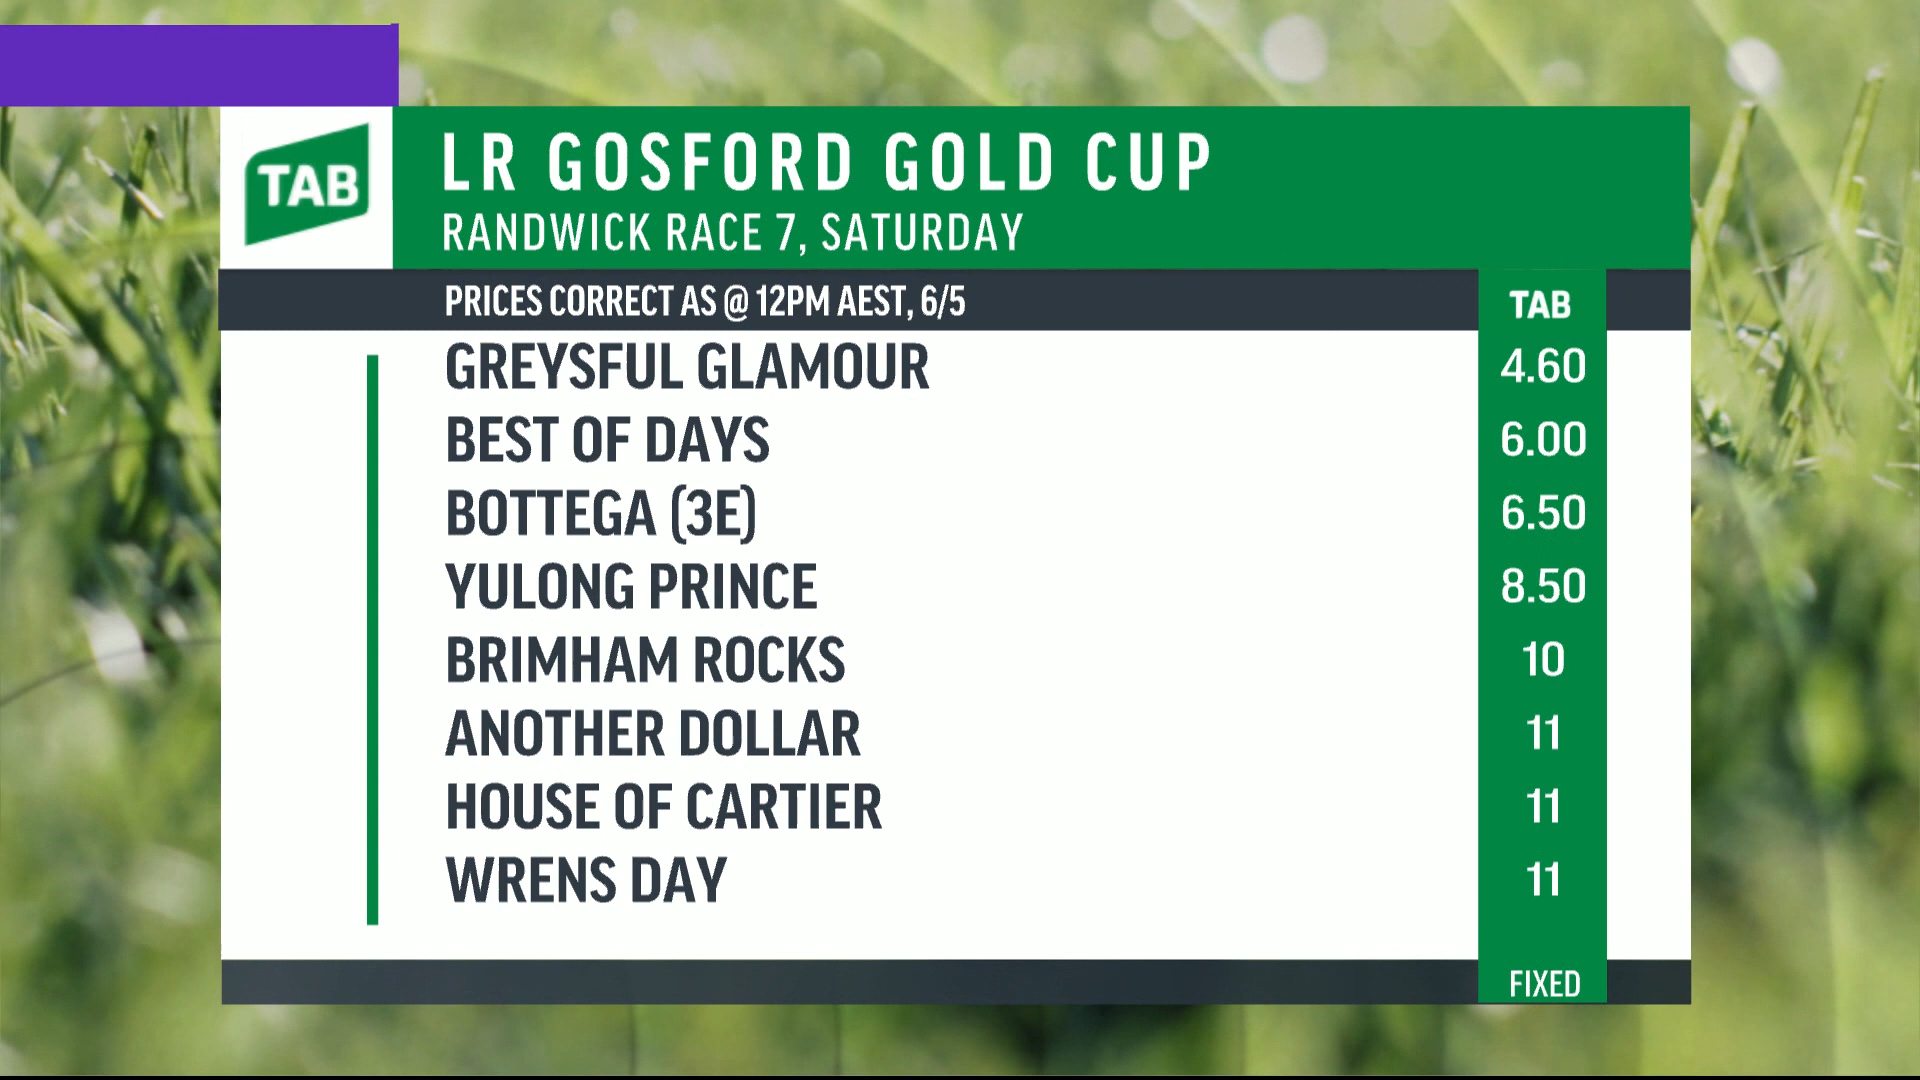 TAB
LR GOSFORD GOLD CUP
RANDWICK RACE 7, SATURDAY
PRICES CORRECT AS @ 12PM AEST, 6/5 TAB
GREYSFUL GLAMOUR 4.60
BEST OF DAYS 6.00
BOTTEGA (3E) 6.50
YULONG PRINCE 8.50
BRIMHAM ROCKS 10
ANOTHER DOLLAR 11
HOUSE OF CARTIER 11
WRENS DAY 11
FIXED